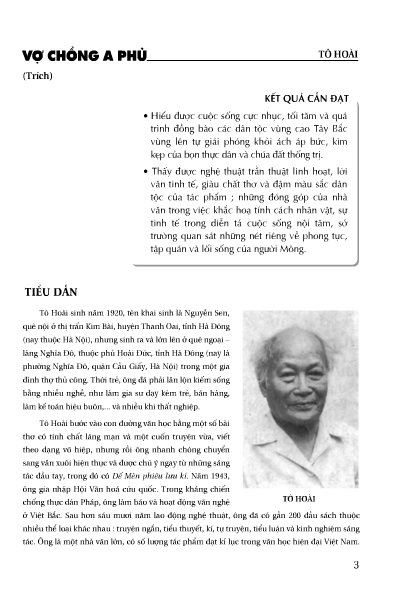 VỢ CHỒNG A PHỦ
TÔ HOÀI
(Trích)
KẾT QUẢ CẦN ĐẠT
• Hiểu được cuộc sống cực nhục, tối tăm và quá
trình đồng bào các dân tộc vùng cao Tây Bắc
vùng lên tự giải phóng khỏi ách áp bức, kìm
kẹp của bọn thực dân và chúa đất thống trị.
• Thấy được nghệ thuật trần thuật linh hoạt, lời
văn tinh tế, giàu chất thơ và đậm màu sắc dân
tộc của tác phẩm ; những đóng góp của nhà
văn trong việc khắc hoạ tính cách nhân vật, sự
tinh tế trong diễn tả cuộc sống nội tâm, sở
trường quan sát những nét riêng về phong tục,
tập quán và lối sống của người Mông.
TIỂU DẪN
Tô Hoài sinh năm 1920, tên khai sinh là Nguyễn Sen,
quê nội ở thị trấn Kim Bài, huyện Thanh Oai, tỉnh Hà Đông
(nay thuộc Hà Nội), nhưng sinh ra và lớn lên ở quê ngoại –
làng Nghĩa Đô, thuộc phủ Hoài Đức, tỉnh Hà Đông (nay là
phường Nghĩa Đô, quận Cầu Giấy, Hà Nội) trong một gia
đình thợ thủ công. Thời trẻ, ông đã phải lăn lộn kiếm sống
bằng nhiều nghề, như làm gia sư dạy kèm trẻ, bán hàng,
làm kế toán hiệu buôn,... và nhiều khi thất nghiệp.
Tô Hoài bước vào con đường văn học bằng một số bài
thơ có tính chất lãng mạn và một cuốn truyện vừa, viết
theo dạng võ hiệp, nhưng rồi ông nhanh chóng chuyển
sang văn xuôi hiện thực và được chú ý ngay từ những sáng
tác đầu tay, trong đó có Dế Mèn phiêu lưu kí. Năm 1943,
ông gia nhập Hội Văn hoá cứu quốc. Trong kháng chiến
chống thực dân Pháp, ông làm báo và hoạt động văn nghệ
TÔ HOÀI
ở Việt Bắc. Sau hơn sáu mươi năm lao động nghệ thuật, ông đã có gần 200 đầu sách thuộc
nhiều thể loại khác nhau : truyện ngắn, tiểu thuyết, kí, tự truyện, tiểu luận và kinh nghiệm sáng
tác. Ông là một nhà văn lớn, có số lượng tác phẩm đạt kỉ lục trong văn học hiện đại Việt Nam.
3